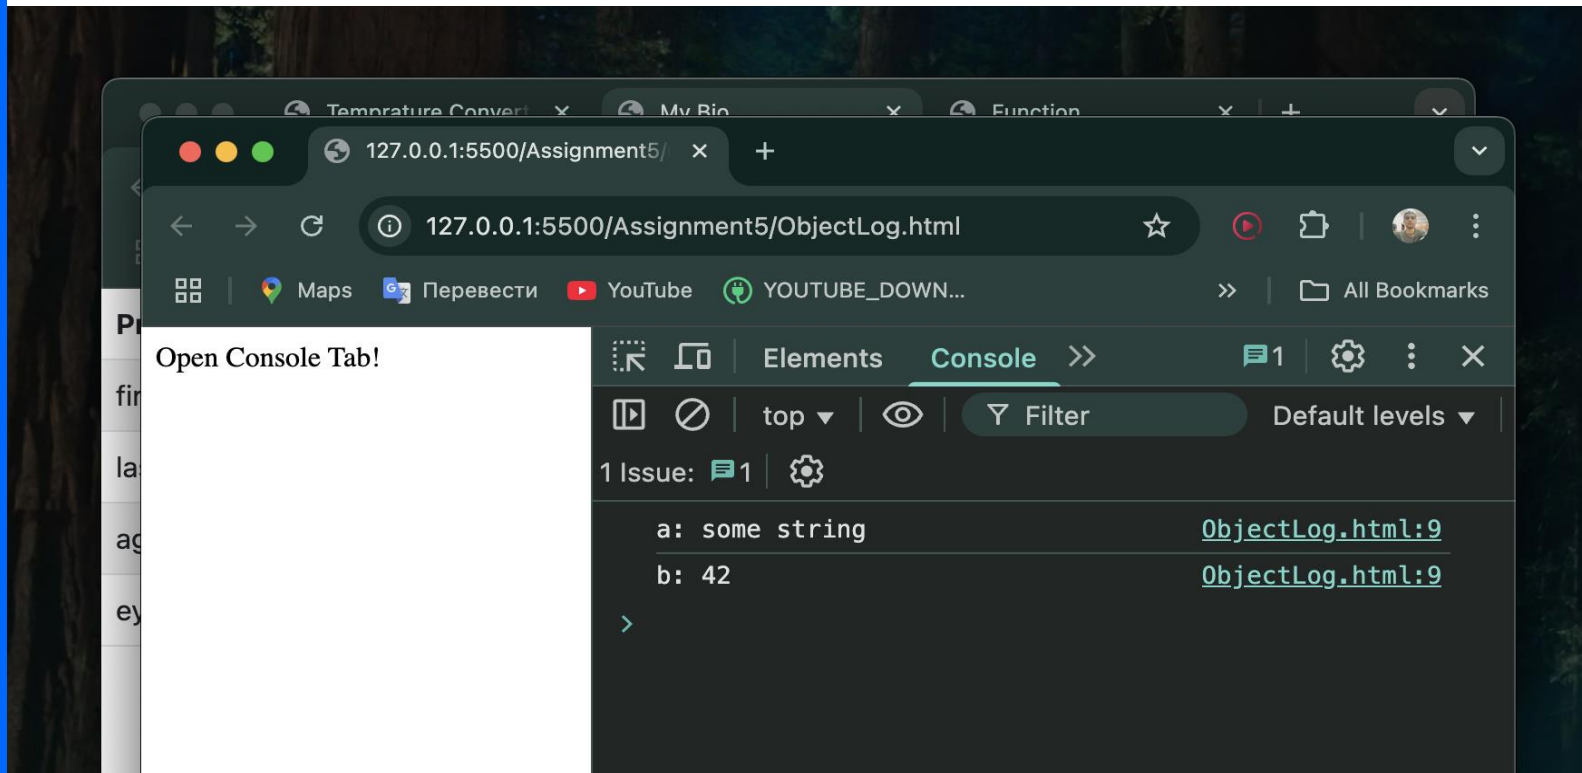 Temprature Convert My Bio Function
127.0.0.1:5500/Assignment5/
127.0.0.1:5500/Assignment5/ObjectLog.html
Maps Перевести YouTube YOUTUBE_DOWN... All Bookmarks
Open Console Tab!
Elements Console 1
top Filter Default levels
1 Issue: 1
a: some string ObjectLog.html:9
b: 42 ObjectLog.html:9